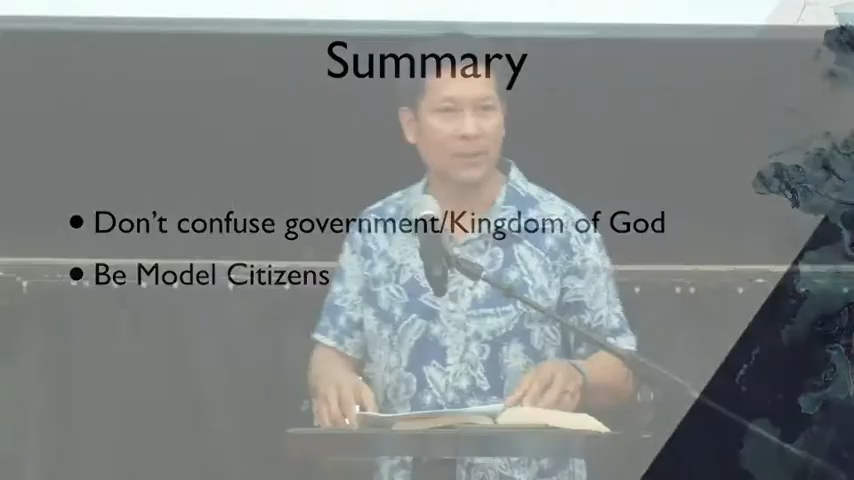 Summary
• Don't confuse government/Kingdom of God
• Be Model Citizens